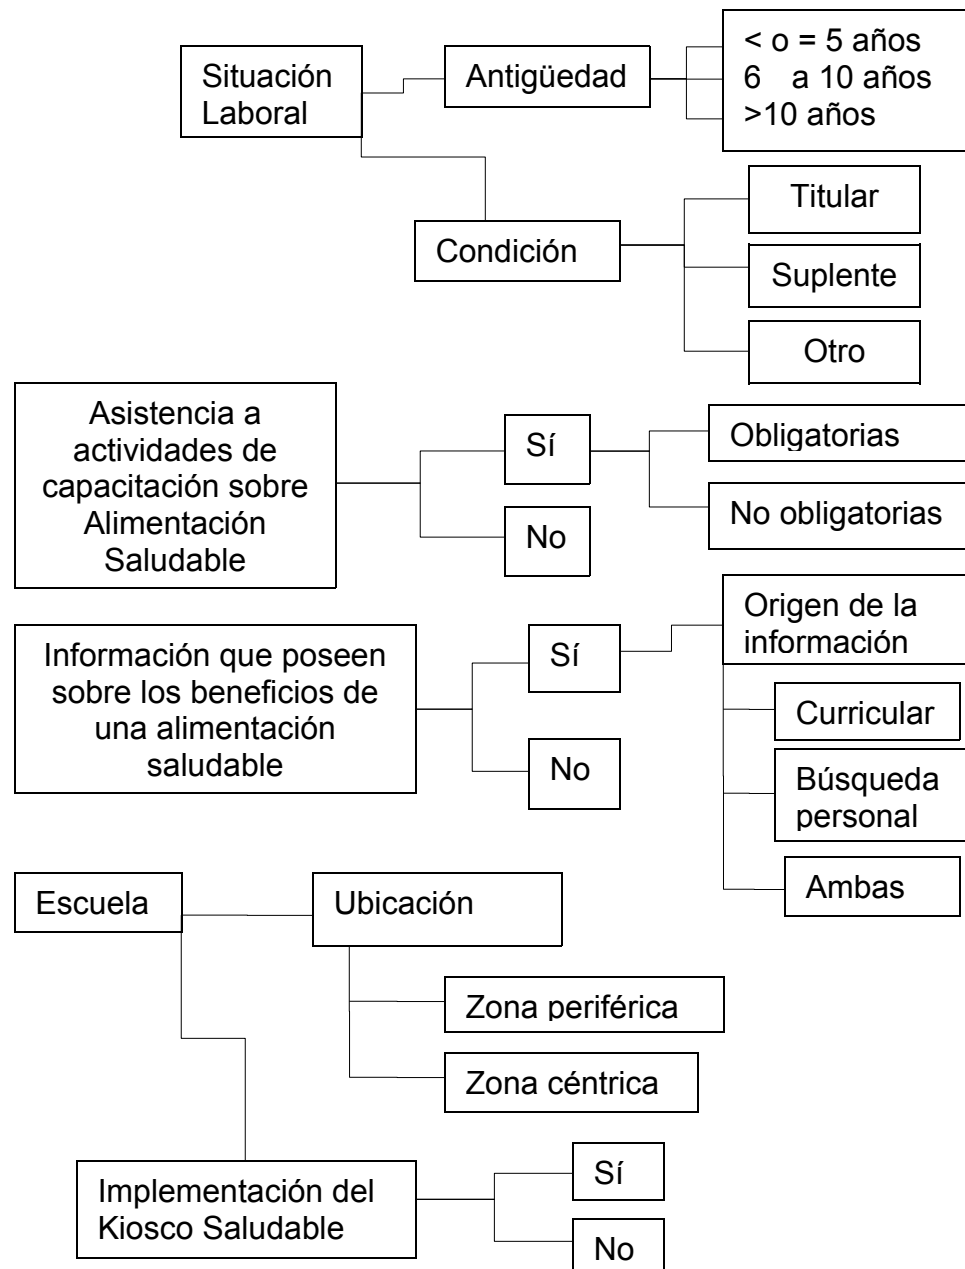 Situación
Laboral
Antigüedad
< o = 5 años
6 a 10 años
>10 años
Condición
Titular
Suplente
Otro
Asistencia a
actividades de
capacitación sobre
Alimentación
Saludable
Sí
No
Obligatorias
No obligatorias
Información que poseen
sobre los beneficios de
una alimentación
saludable
Sí
No
Origen de la
información
Curricular
Búsqueda
personal
Ambas
Escuela
Ubicación
Zona periférica
Zona céntrica
Implementación del
Kiosco Saludable
Sí
No